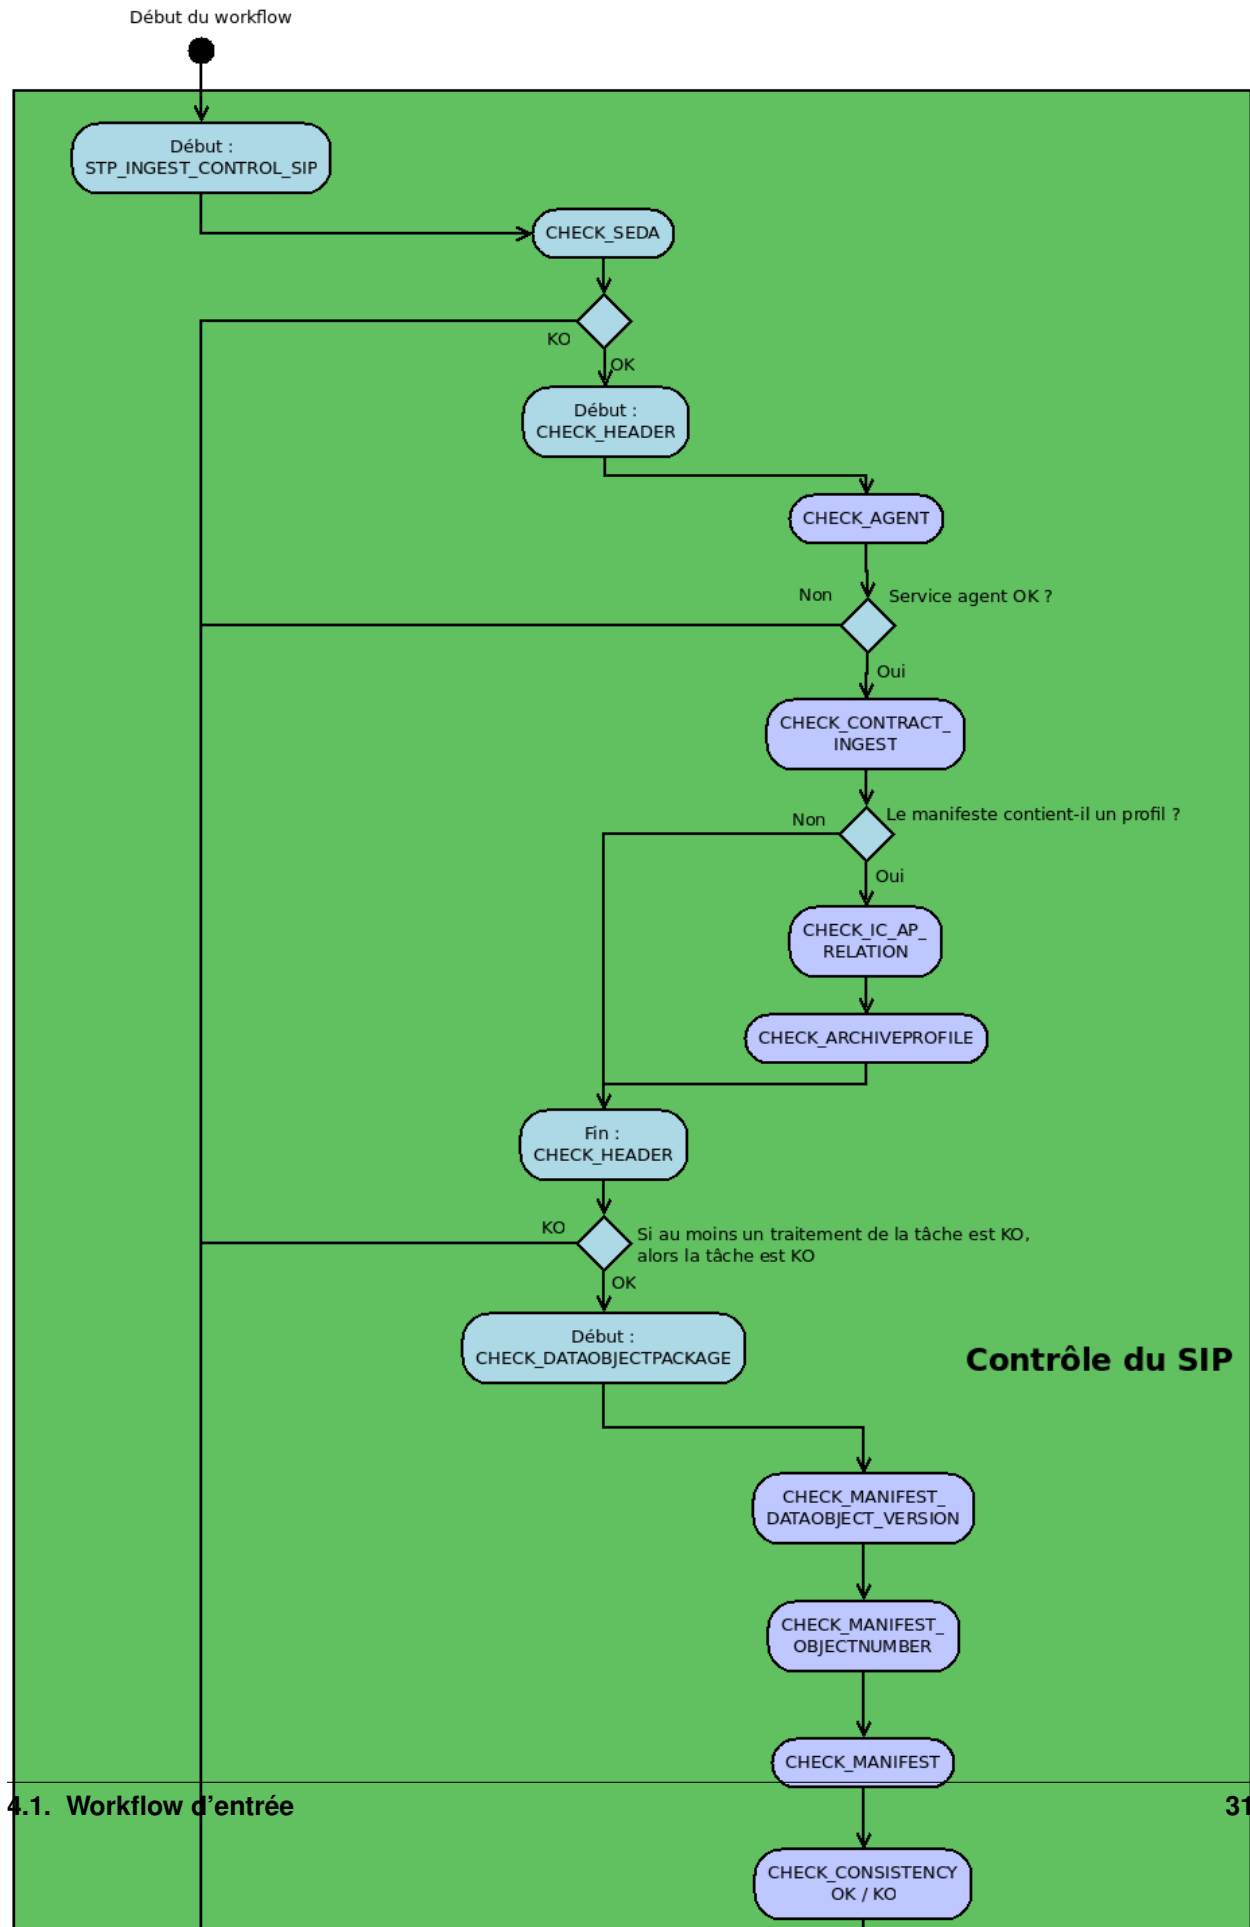 Début du workflow
Début :
STP_INGEST_CONTROL_SIP
CHECK_SEDA
KO
OK
Début :
CHECK_HEADER
CHECK_AGENT
Non
Service agent OK ?
Oui
CHECK_CONTRACT_
INGEST
Le manifeste contient-il un profil ?
Non
Oui
CHECK_IC_AP_
RELATION
CHECK_ARCHIVEPROFILE
Fin :
CHECK_HEADER
KO
Si au moins un traitement de la tâche est KO,
alors la tâche est KO
OK
Début :
CHECK_DATAOBJECTPACKAGE
Contrôle du SIP
CHECK_MANIFEST_
DATAOBJECT_VERSION
CHECK_MANIFEST_
OBJECTNUMBER
CHECK_MANIFEST
4.1. Workflow d'entrée
31
CHECK_CONSISTENCY
OK / KO